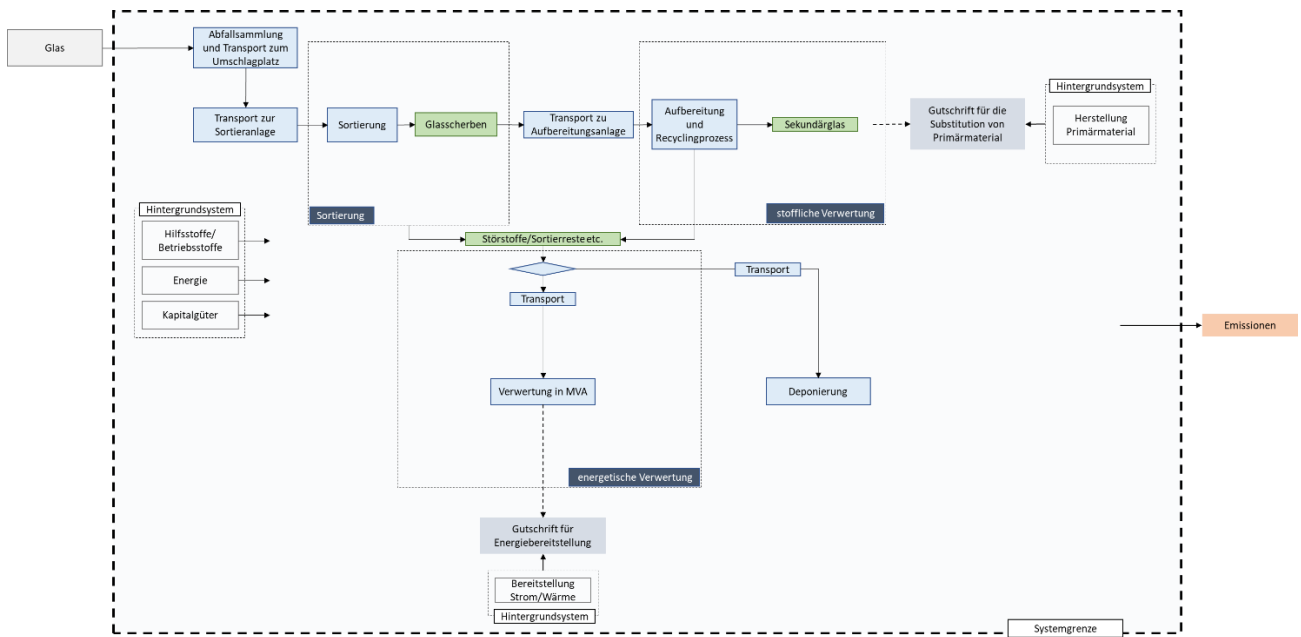 Glas
Abfallsammlung
und Transport zum
Umschlagplatz
Transport zur
Sortieranlage
Sortierung
Glasscherben
Transport zu
Aufbereitungsanlage
Aufbereitung
und
Recyclingprozess
Sekundärglas
Gutschrift für die
Substitution von
Primärmaterial
Hintergrundsystem
Herstellung
Primärmaterial
Sortierung
stoffliche Verwertung
Hintergrundsystem
Hilfsstoffe/
Betriebsstoffe
Energie
Kapitalgüter
Störstoffe/Sortierreste etc.
Transport
Transport
Verwertung in MVA
Deponierung
Emissionen
energetische Verwertung
Gutschrift für
Energiebereitstellung
Bereitstellung
Strom/Wärme
Hintergrundsystem
Systemgrenze